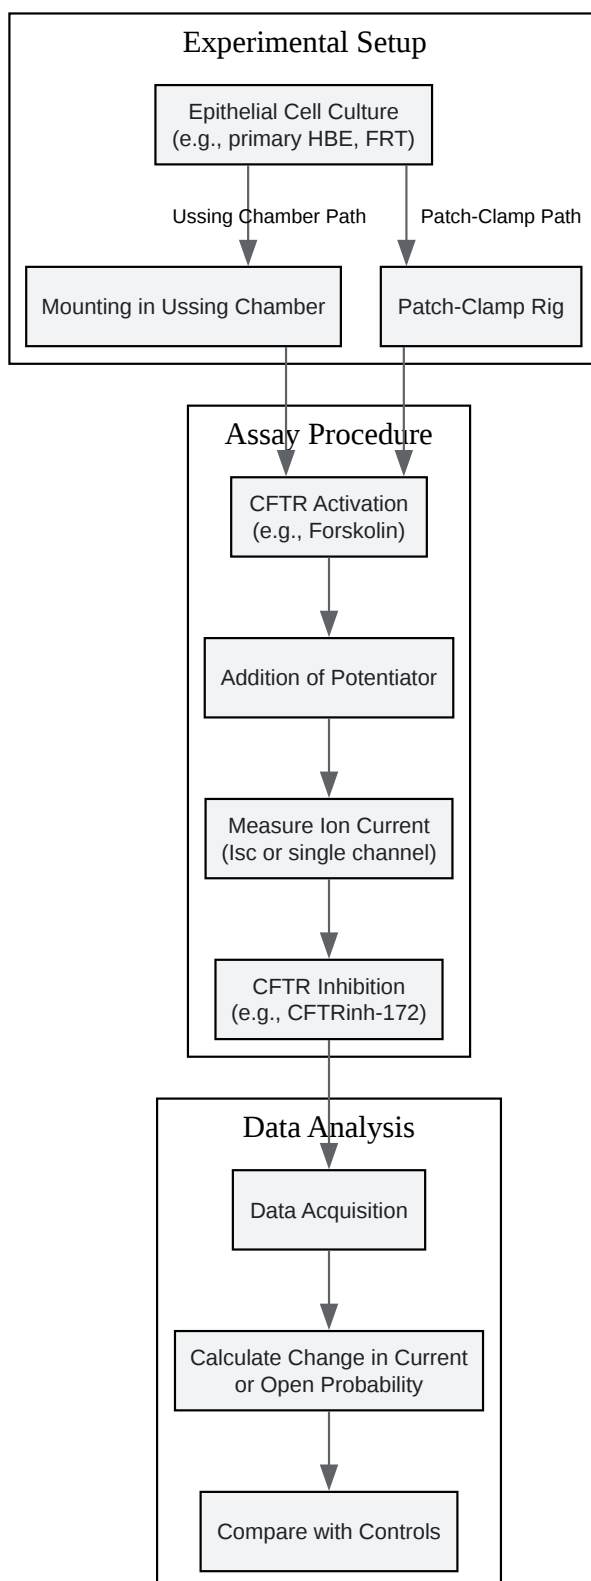 Experimental Setup
Epithelial Cell Culture
(e.g., primary HBE, FRT)
Ussing Chamber Path
Patch-Clamp Path
Mounting in Ussing Chamber
Patch-Clamp Rig
Assay Procedure
CFTR Activation
(e.g., Forskolin)
Addition of Potentiator
Measure Ion Current
(Isc or single channel)
CFTR Inhibition
(e.g., CFTRinh-172)
Data Analysis
Data Acquisition
Calculate Change in Current
or Open Probability
Compare with Controls